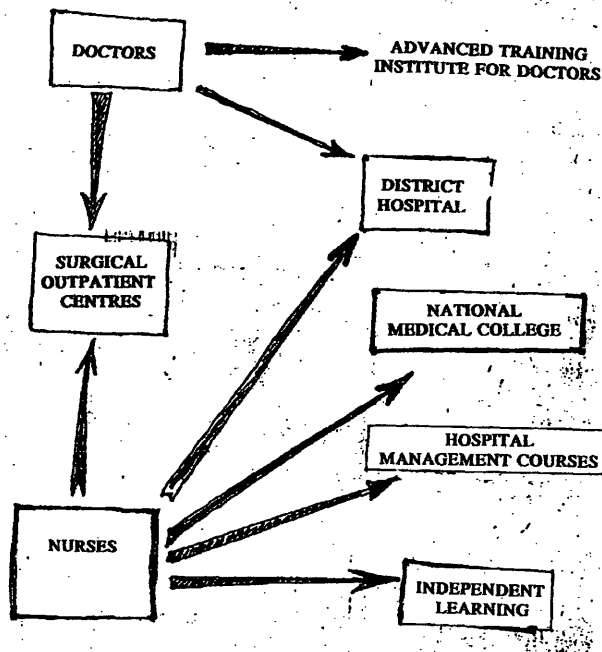 DOCTORS
ADVANCED TRAINING
INSTITUTE FOR DOCTORS
DISTRICT
HOSPITAL
SURGICAL
OUTPATIENT
CENTRES
NATIONAL
MEDICAL COLLEGE
HOSPITAL
MANAGEMENT COURSES
NURSES
INDEPENDENT
LEARNING